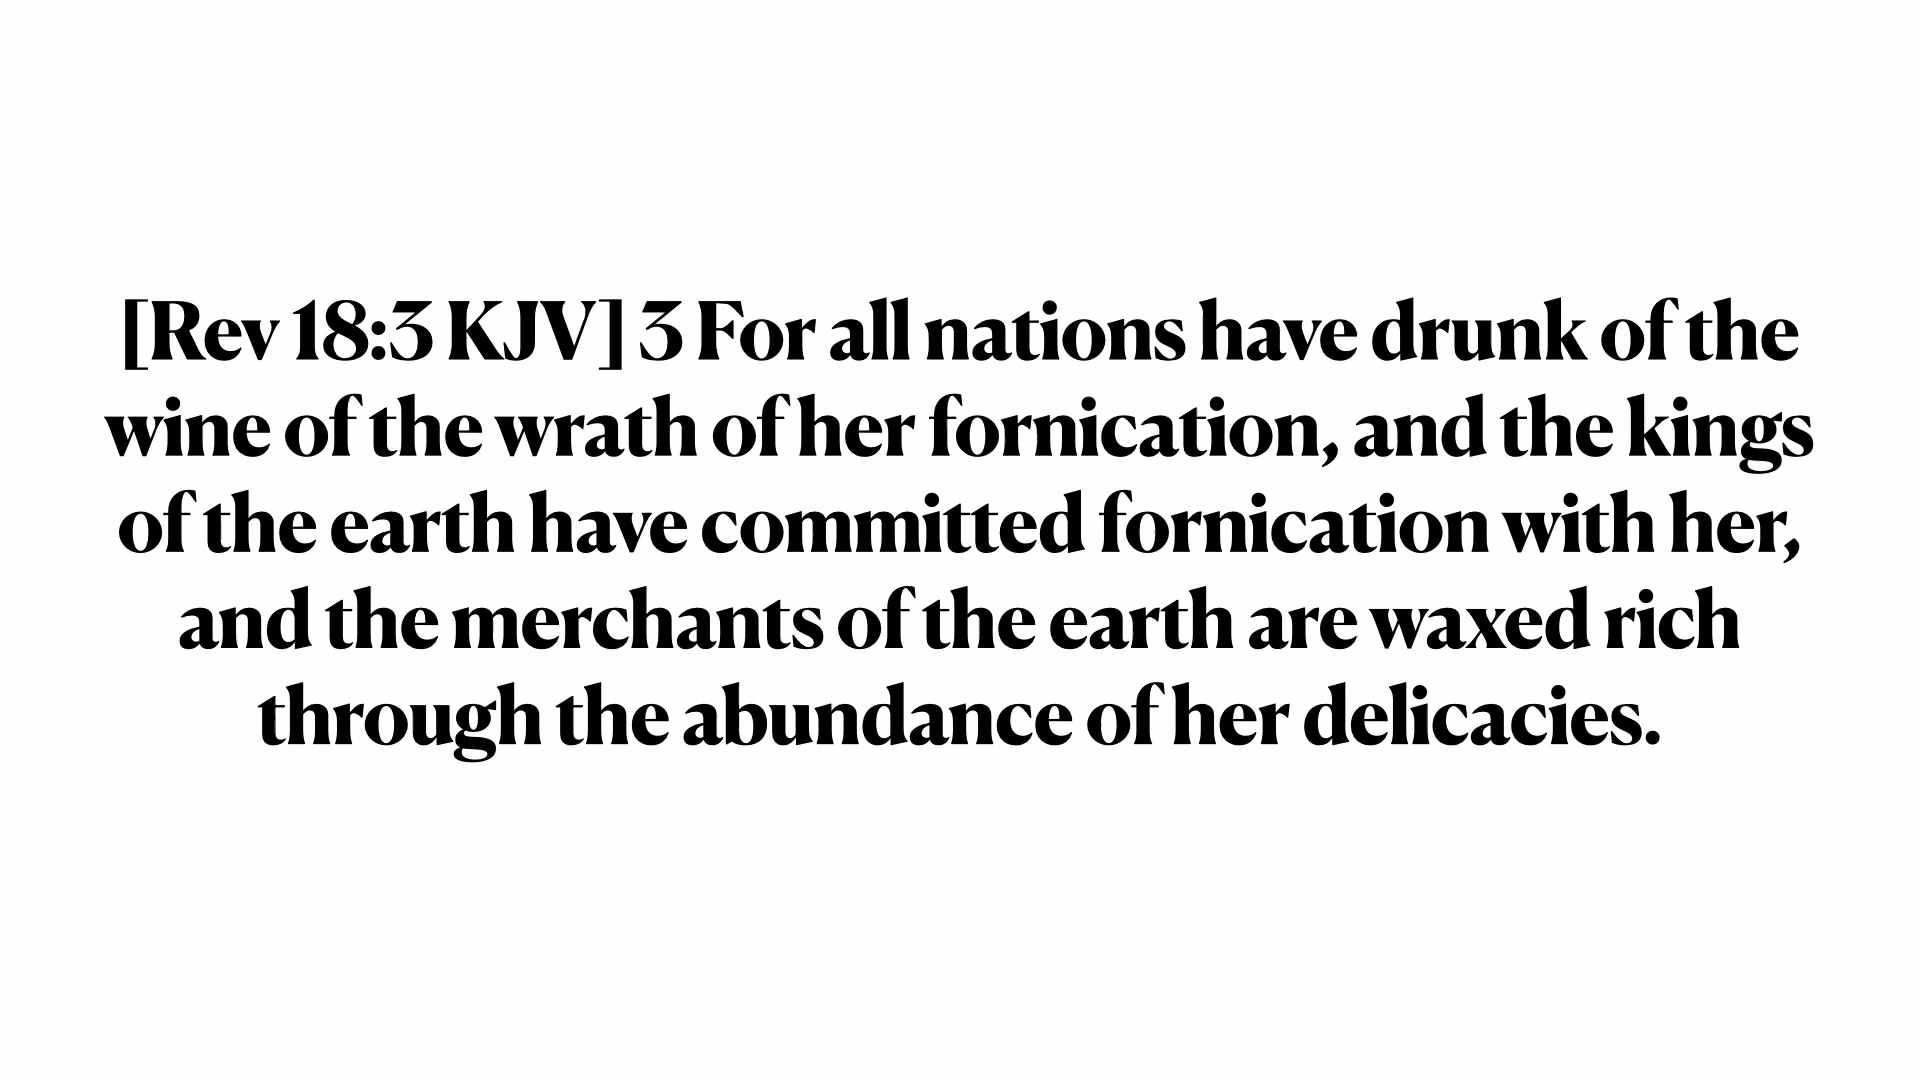 [Rev 18:3 KJV] 3 For all nations have drunk of the
wine of the wrath of her fornication, and the kings
of the earth have committed fornication with her,
and the merchants of the earth are waxed rich
through the abundance of her delicacies.